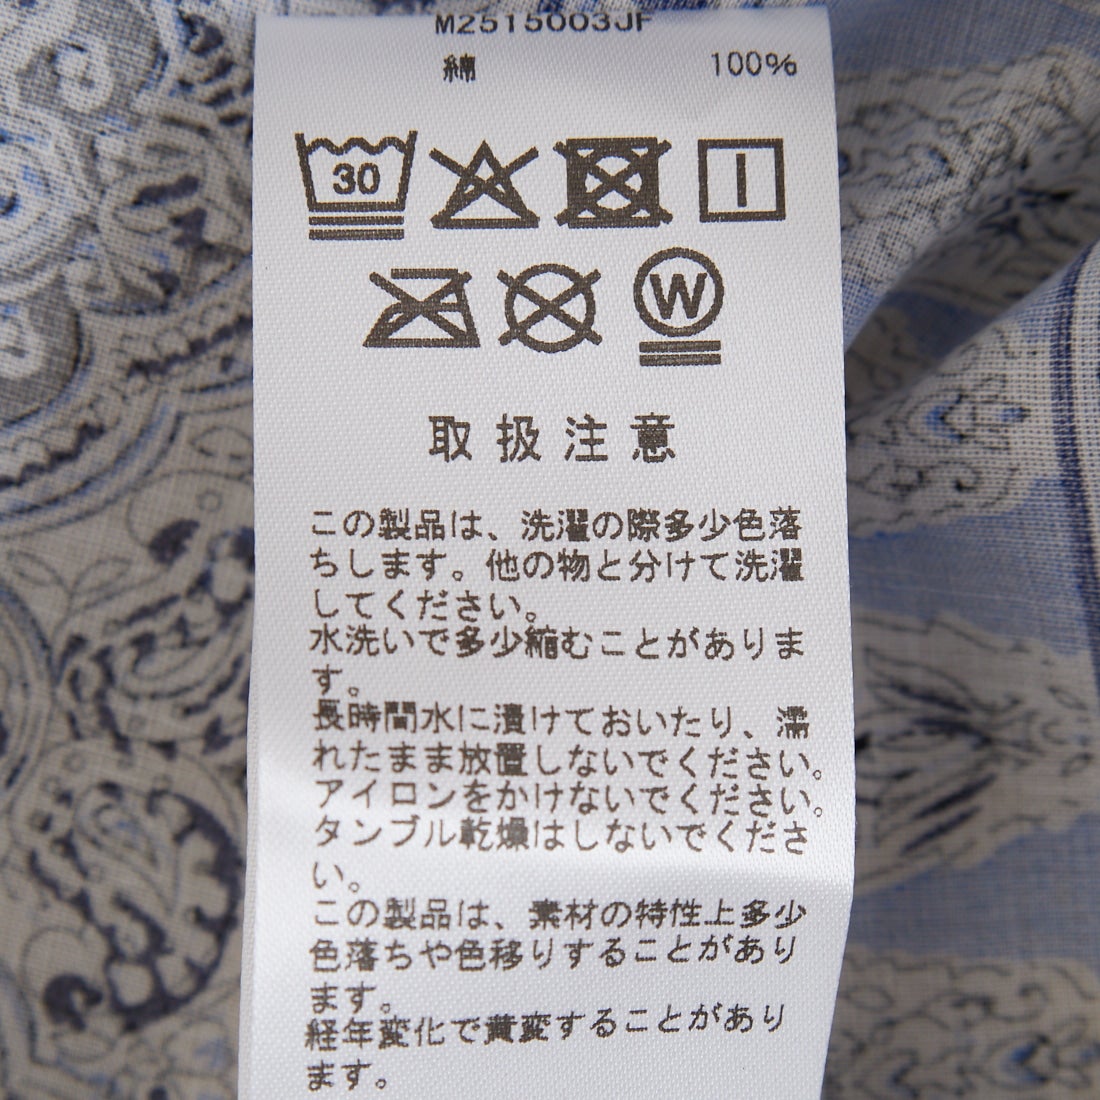 M2515003JF
綿 100%
30
W
取扱注意
この製品は、洗濯の際多少色落
ちします。他の物と分けて洗濯
してください。
水洗いで多少縮むことがありま
す。
長時間水に漬けておいたり、濡
れたまま放置しないでください。
アイロンをかけないでください。
タンブル乾燥はしないでくださ
い。
この製品は、素材の特性上多少
色落ちや色移りすることがあり
ます。
経年変化で黄変することがあり
ます。